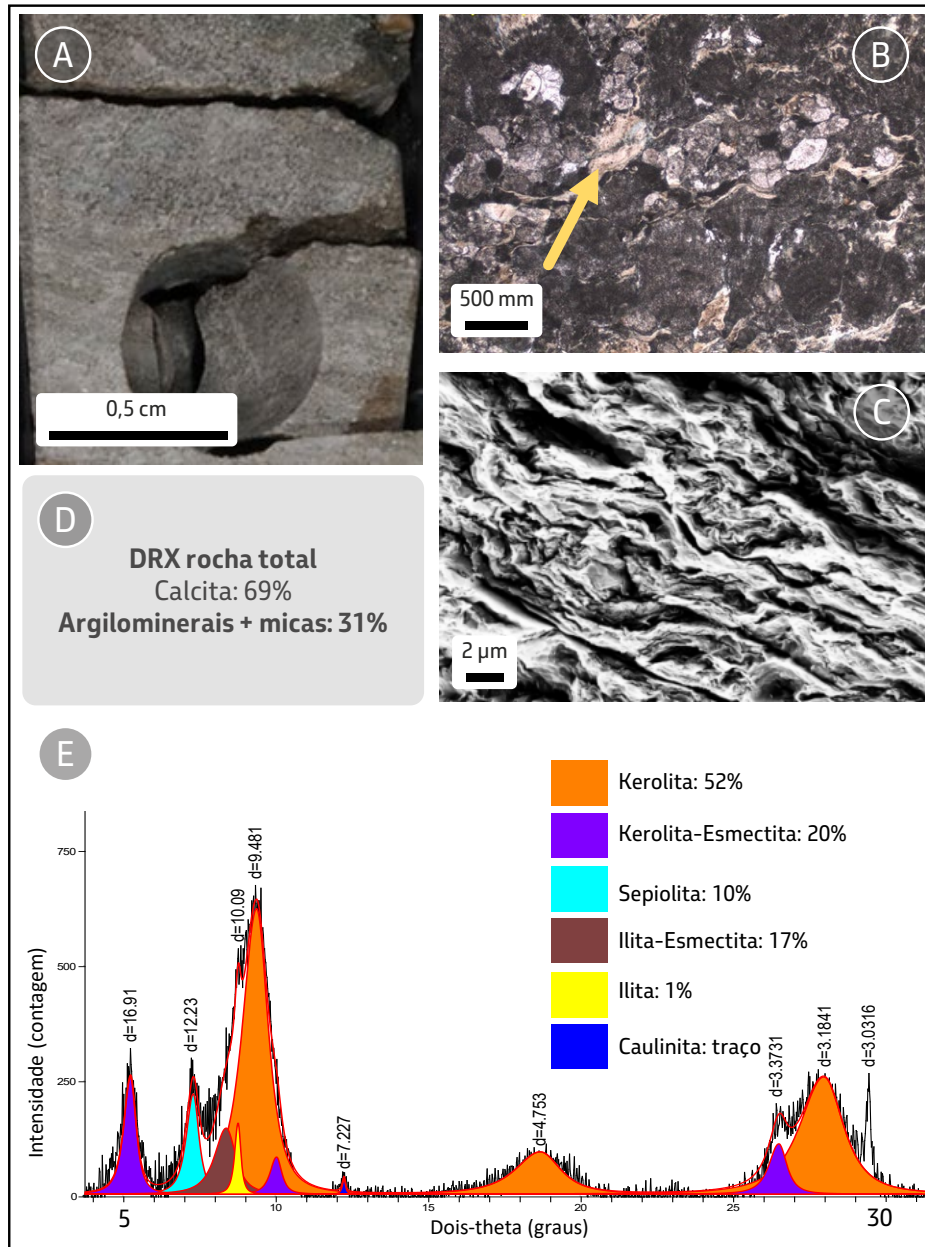 A
0,5 cm
B
500 mm
C
2 µm
D
DRX rocha total
Calcita: 69%
Argilominerais + micas: 31%
E
Kerolita: 52%
Kerolita-Esmectita: 20%
Sepiolita: 10%
Ilita-Esmectita: 17%
Ilita: 1%
Caulinita: traço
Intensidade (contagem)
750
500
250
0
d=16.91
d=12.23
d=10.09
d=9.481
d=7.227
d=4.753
d=3.3731
d=3.1841
d=3.0316
5
10
15
20
25
30
Dois-theta (graus)